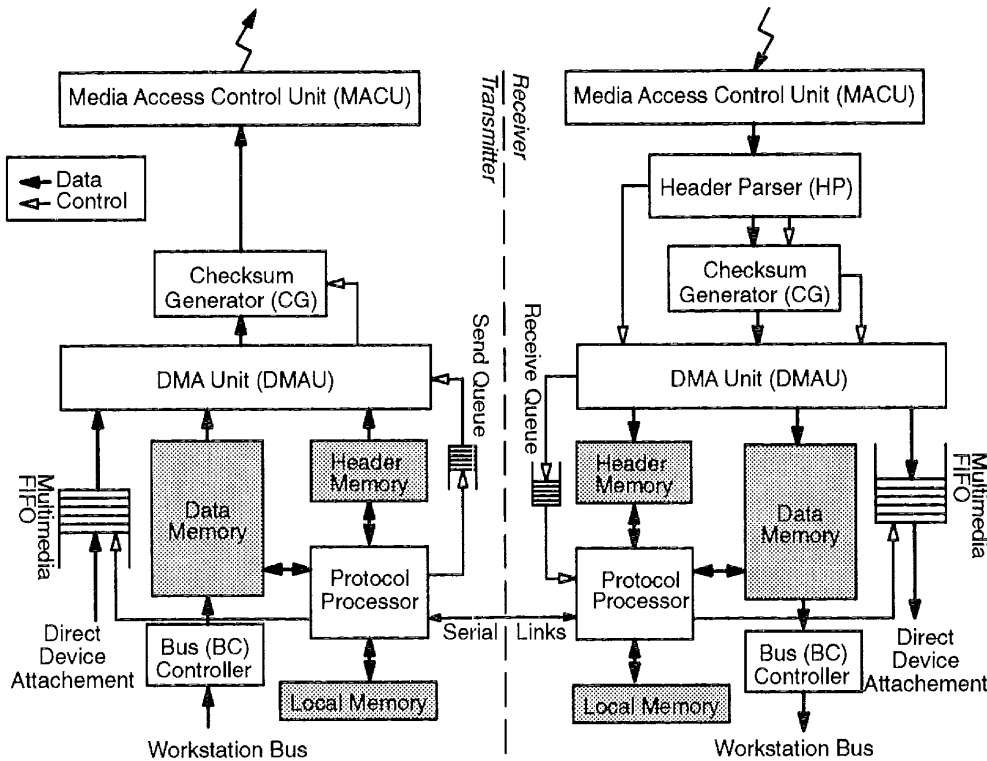 Media Access Control Unit (MACU)
Data
Control
Checksum
Generator (CG)
DMA Unit (DMAU)
Send Queue
Multimedia
FIFO
Data
Memory
Header
Memory
Protocol
Processor
Direct
Device
Attachement
Bus (BC)
Controller
Local Memory
Workstation Bus
Transmitter
Receiver
Serial Links
Media Access Control Unit (MACU)
Header Parser (HP)
Checksum
Generator (CG)
Receive Queue
DMA Unit (DMAU)
Header
Memory
Data
Memory
Multimedia
FIFO
Protocol
Processor
Bus (BC)
Controller
Direct
Device
Attachement
Local Memory
Workstation Bus